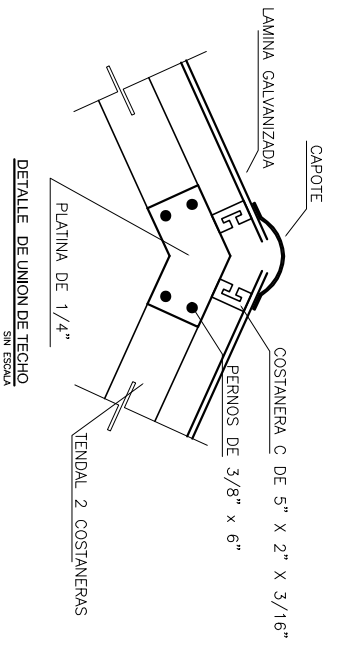 CAPOTE
LAMINA GALVANIZADA
COSTANERA C DE 5" X 2" X 3/16"
PERNOS DE 3/8" x 6"
TENDAL 2 COSTANERAS
PLATINA DE 1/4"
DETALLE DE UNION DE TECHO
SIN ESCALA